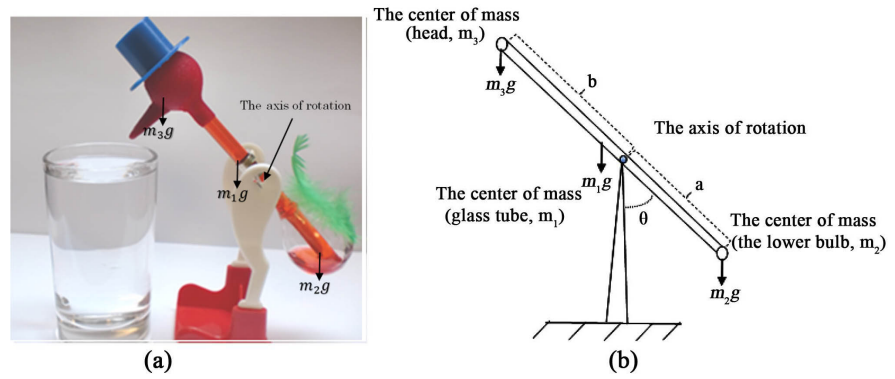 The axis of rotation
m₃g
m₁g
m₂g
(a)
The center of mass
(head, m₃)
m₃g
b
The axis of rotation
m₁g
The center of mass
(glass tube, m₁)
θ
a
The center of mass
(the lower bulb, m₂)
m₂g
(b)